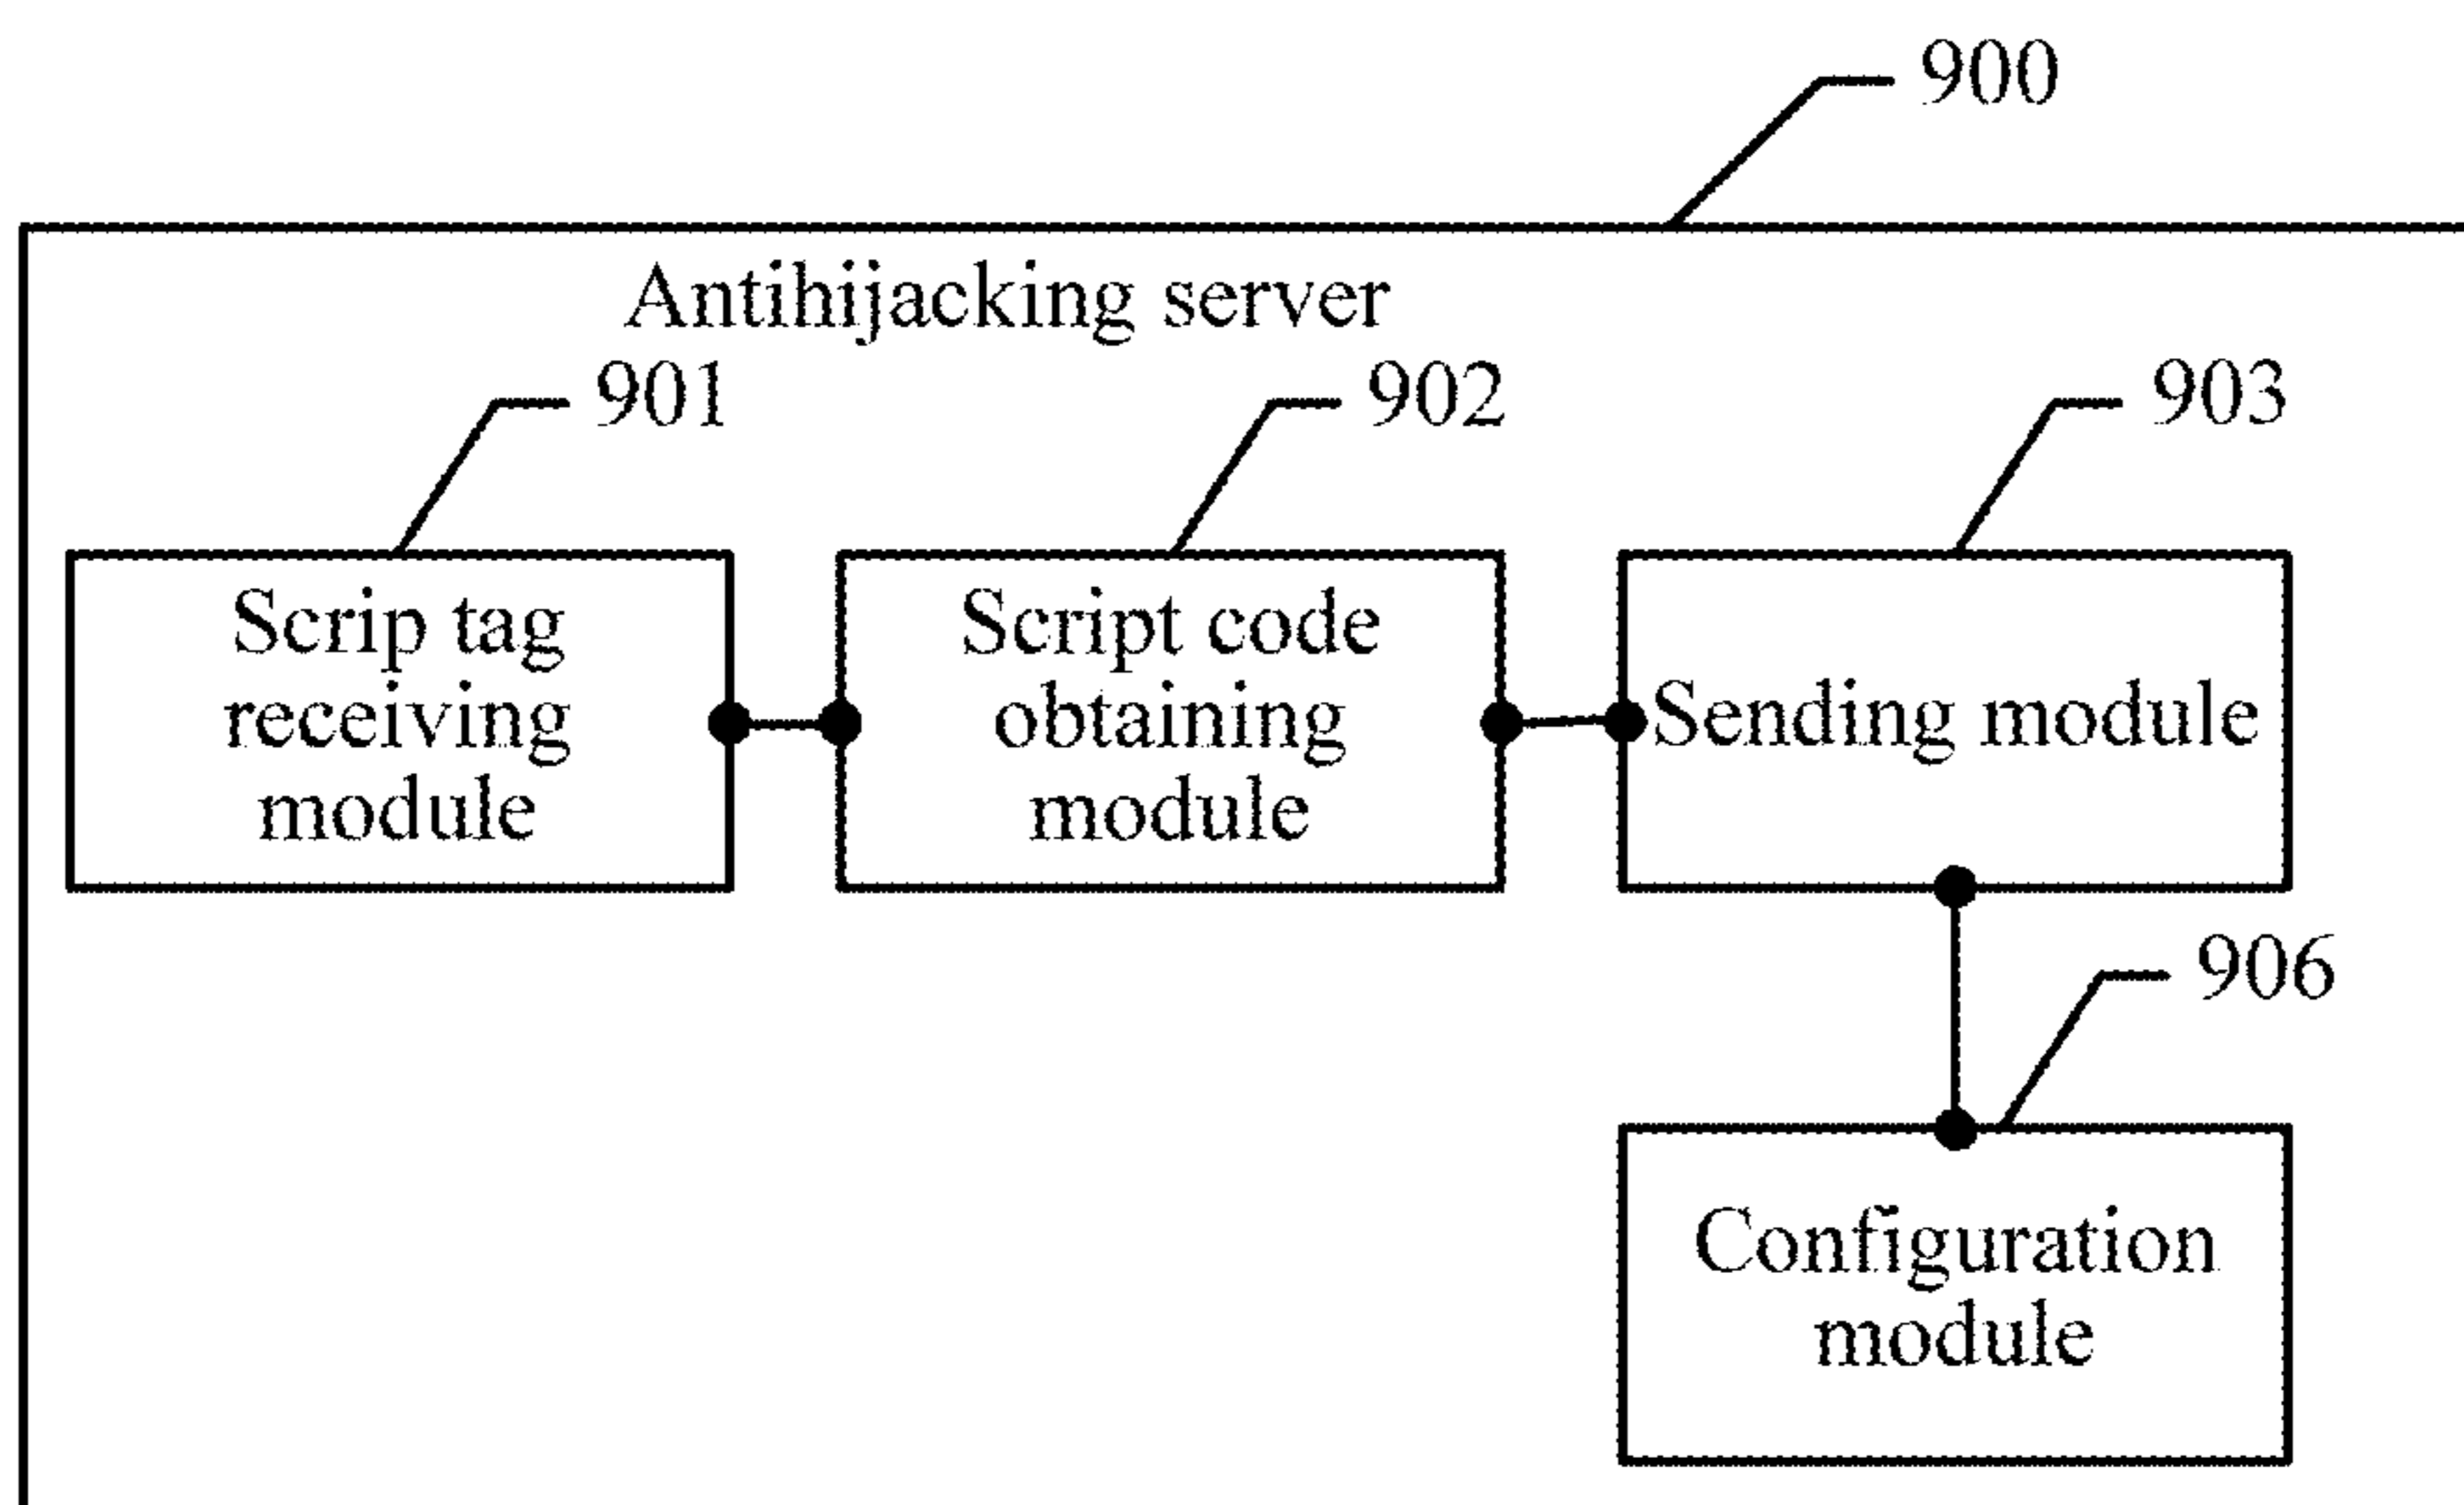 900
Antihijacking server
901
902
903
Scrip tag
receiving
module
Script code
obtaining
module
Sending module
906
Configuration
module